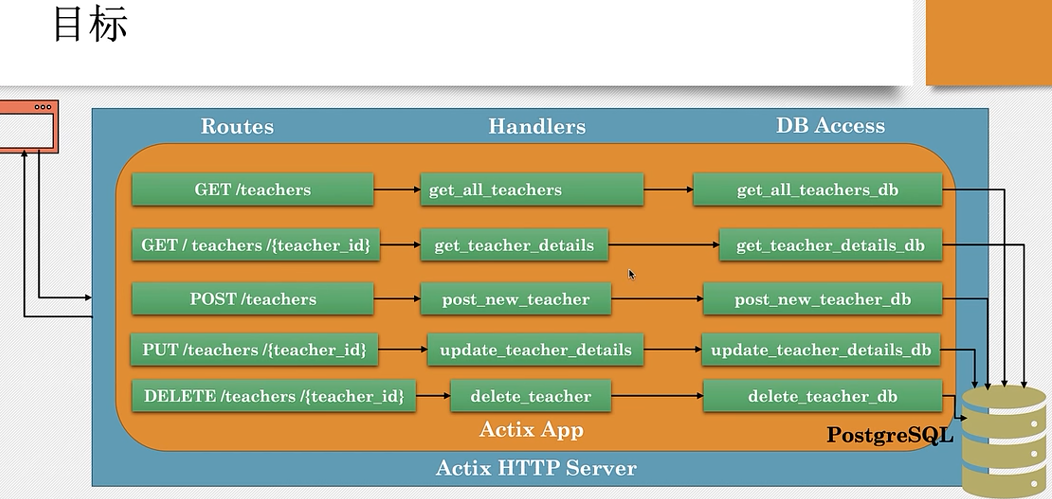 目标
Routes
Handlers
DB Access
GET /teachers
get_all_teachers
get_all_teachers_db
GET / teachers /{teacher_id}
get_teacher_details
get_teacher_details_db
POST /teachers
post_new_teacher
post_new_teacher_db
PUT /teachers /{teacher_id}
update_teacher_details
update_teacher_details_db
DELETE /teachers /{teacher_id}
delete_teacher
delete_teacher_db
Actix App
PostgreSQL
Actix HTTP Server